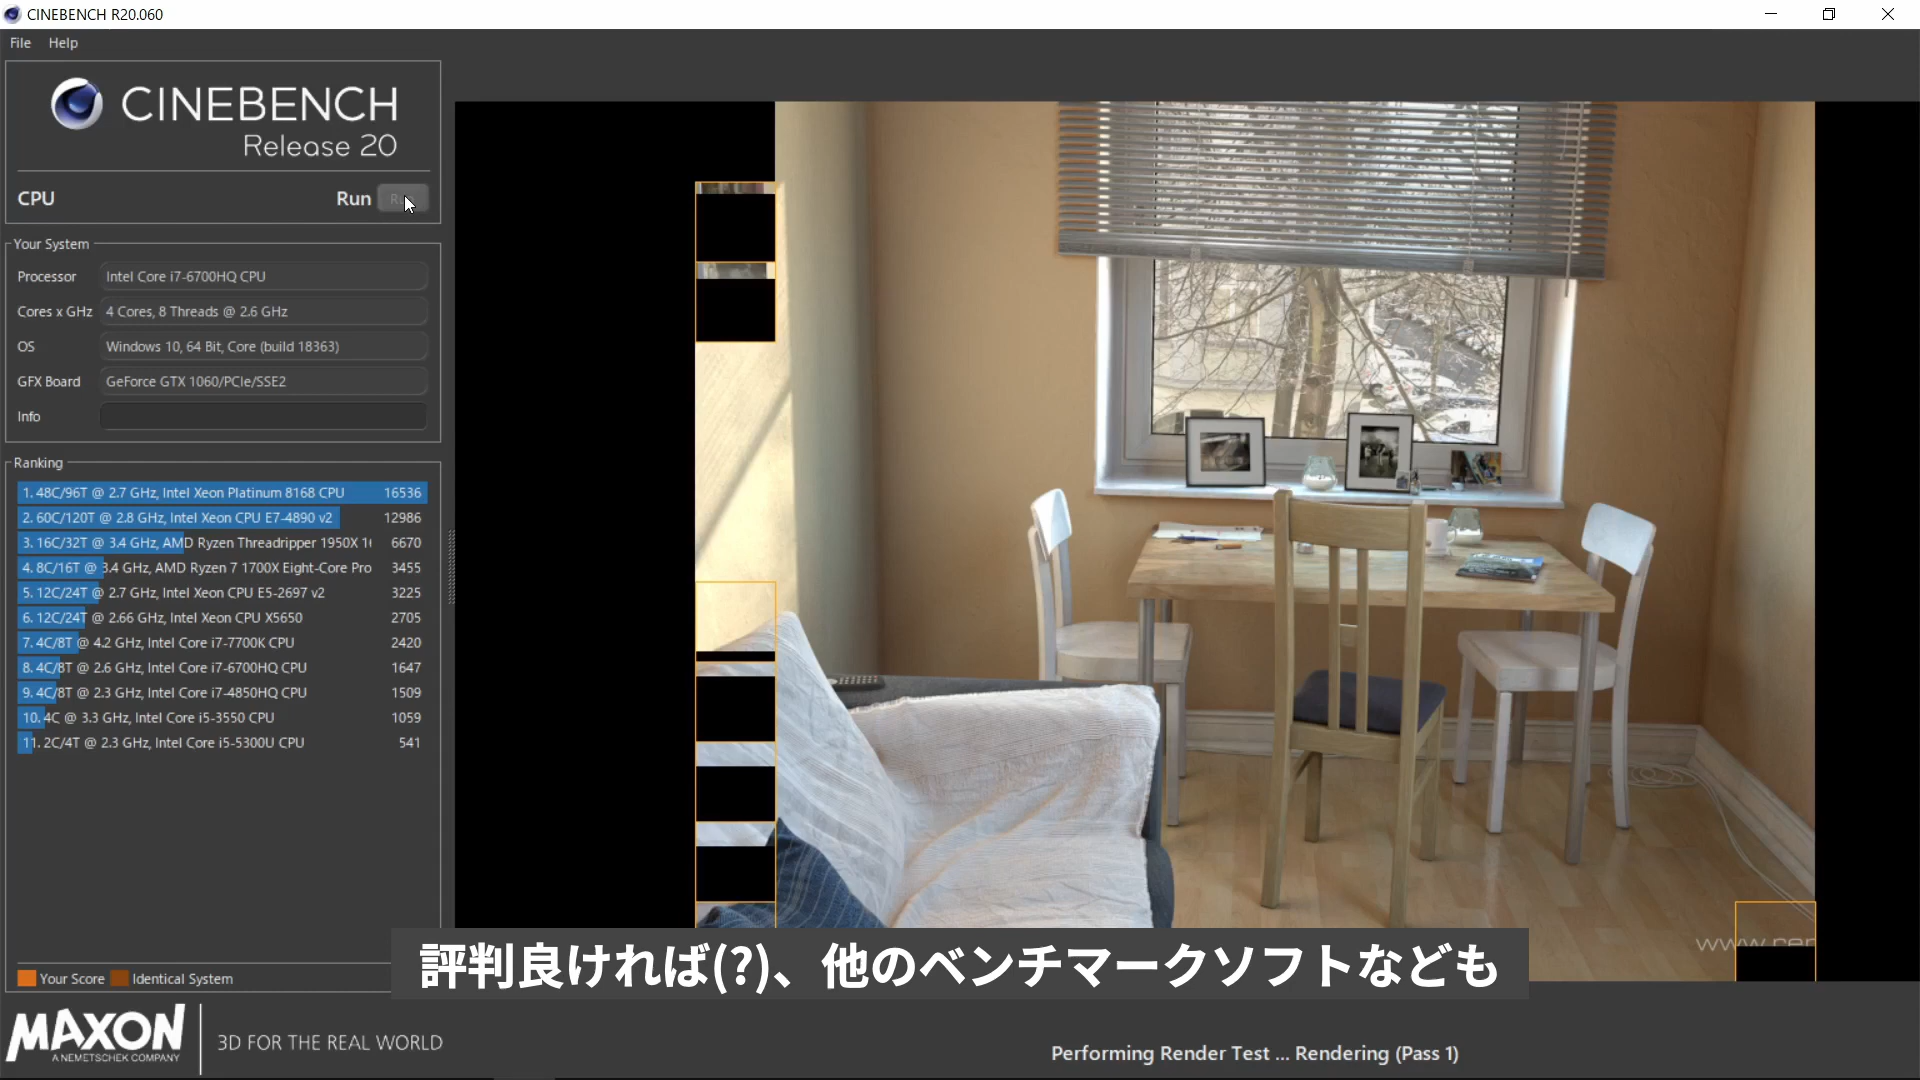 CINEBENCH R20.060
File Help
CINEBENCH
Release 20
CPU Run
Your System
Processor Intel Core i7-6700HQ CPU
Cores x GHz 4 Cores, 8 Threads @ 2.6 GHz
OS Windows 10, 64 Bit, Core (build 18363)
GFX Board GeForce GTX 1060/PCIe/SSE2
Info
Ranking
1. 48C/96T @ 2.7 GHz, Intel Xeon Platinum 8168 CPU 16536
2. 60C/120T @ 2.8 GHz, Intel Xeon CPU E7-4890 v2 12986
3. 16C/32T @ 3.4 GHz, AMD Ryzen Threadripper 1950X 6670
4. 8C/16T @ 3.4 GHz, AMD Ryzen 7 1700X Eight-Core Pro 3455
5. 12C/24T @ 2.7 GHz, Intel Xeon CPU E5-2697 v2 3225
6. 12C/24T @ 2.66 GHz, Intel Xeon CPU X5650 2705
7. 4C/8T @ 4.2 GHz, Intel Core i7-7700K CPU 2420
8. 4C/8T @ 2.6 GHz, Intel Core i7-6700HQ CPU 1647
9. 4C/8T @ 2.3 GHz, Intel Core i7-4850HQ CPU 1509
10. 4C @ 3.3 GHz, Intel Core i5-3550 CPU 1059
11. 2C/4T @ 2.3 GHz, Intel Core i5-5300U CPU 541
Your Score Identical System
評判良ければ(?)、他のベンチマークソフトなども
MAXON
A NEMETSCHEK COMPANY
3D FOR THE REAL WORLD
Performing Render Test ... Rendering (Pass 1)